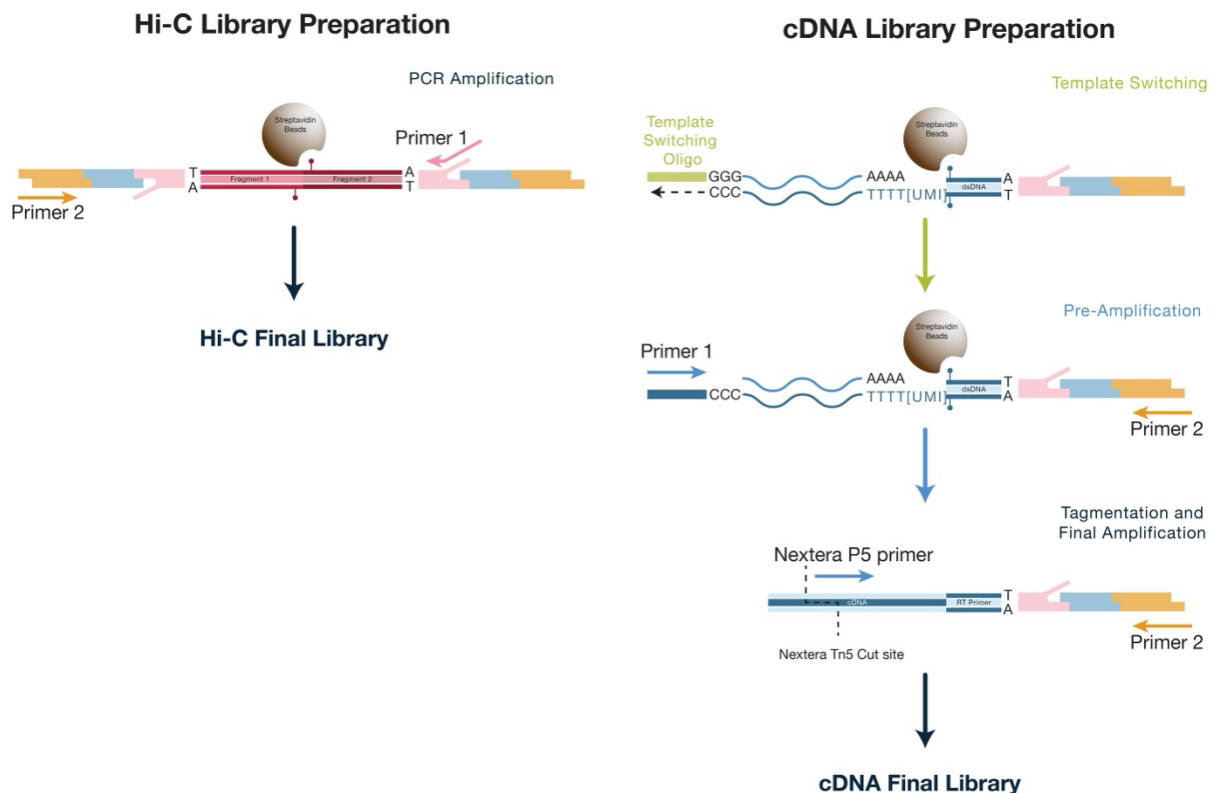 Hi-C Library Preparation
PCR Amplification
Streptavidin
Beads
Primer 1
T
A
Fragment 1
Fragment 2
A
T
Primer 2
Hi-C Final Library
cDNA Library Preparation
Template Switching
Template
Switching
Oligo
Streptavidin
Beads
GGG
AAAA
A
CCC
TTTT[UMI]
dsDNA
T
Pre-Amplification
Streptavidin
Beads
Primer 1
AAAA
T
CCC
TTTT[UMI]
dsDNA
A
Primer 2
Tagmentation and
Final Amplification
Nextera P5 primer
T
cDNA
RT Primer
A
Primer 2
Nextera Tn5 Cut site
cDNA Final Library